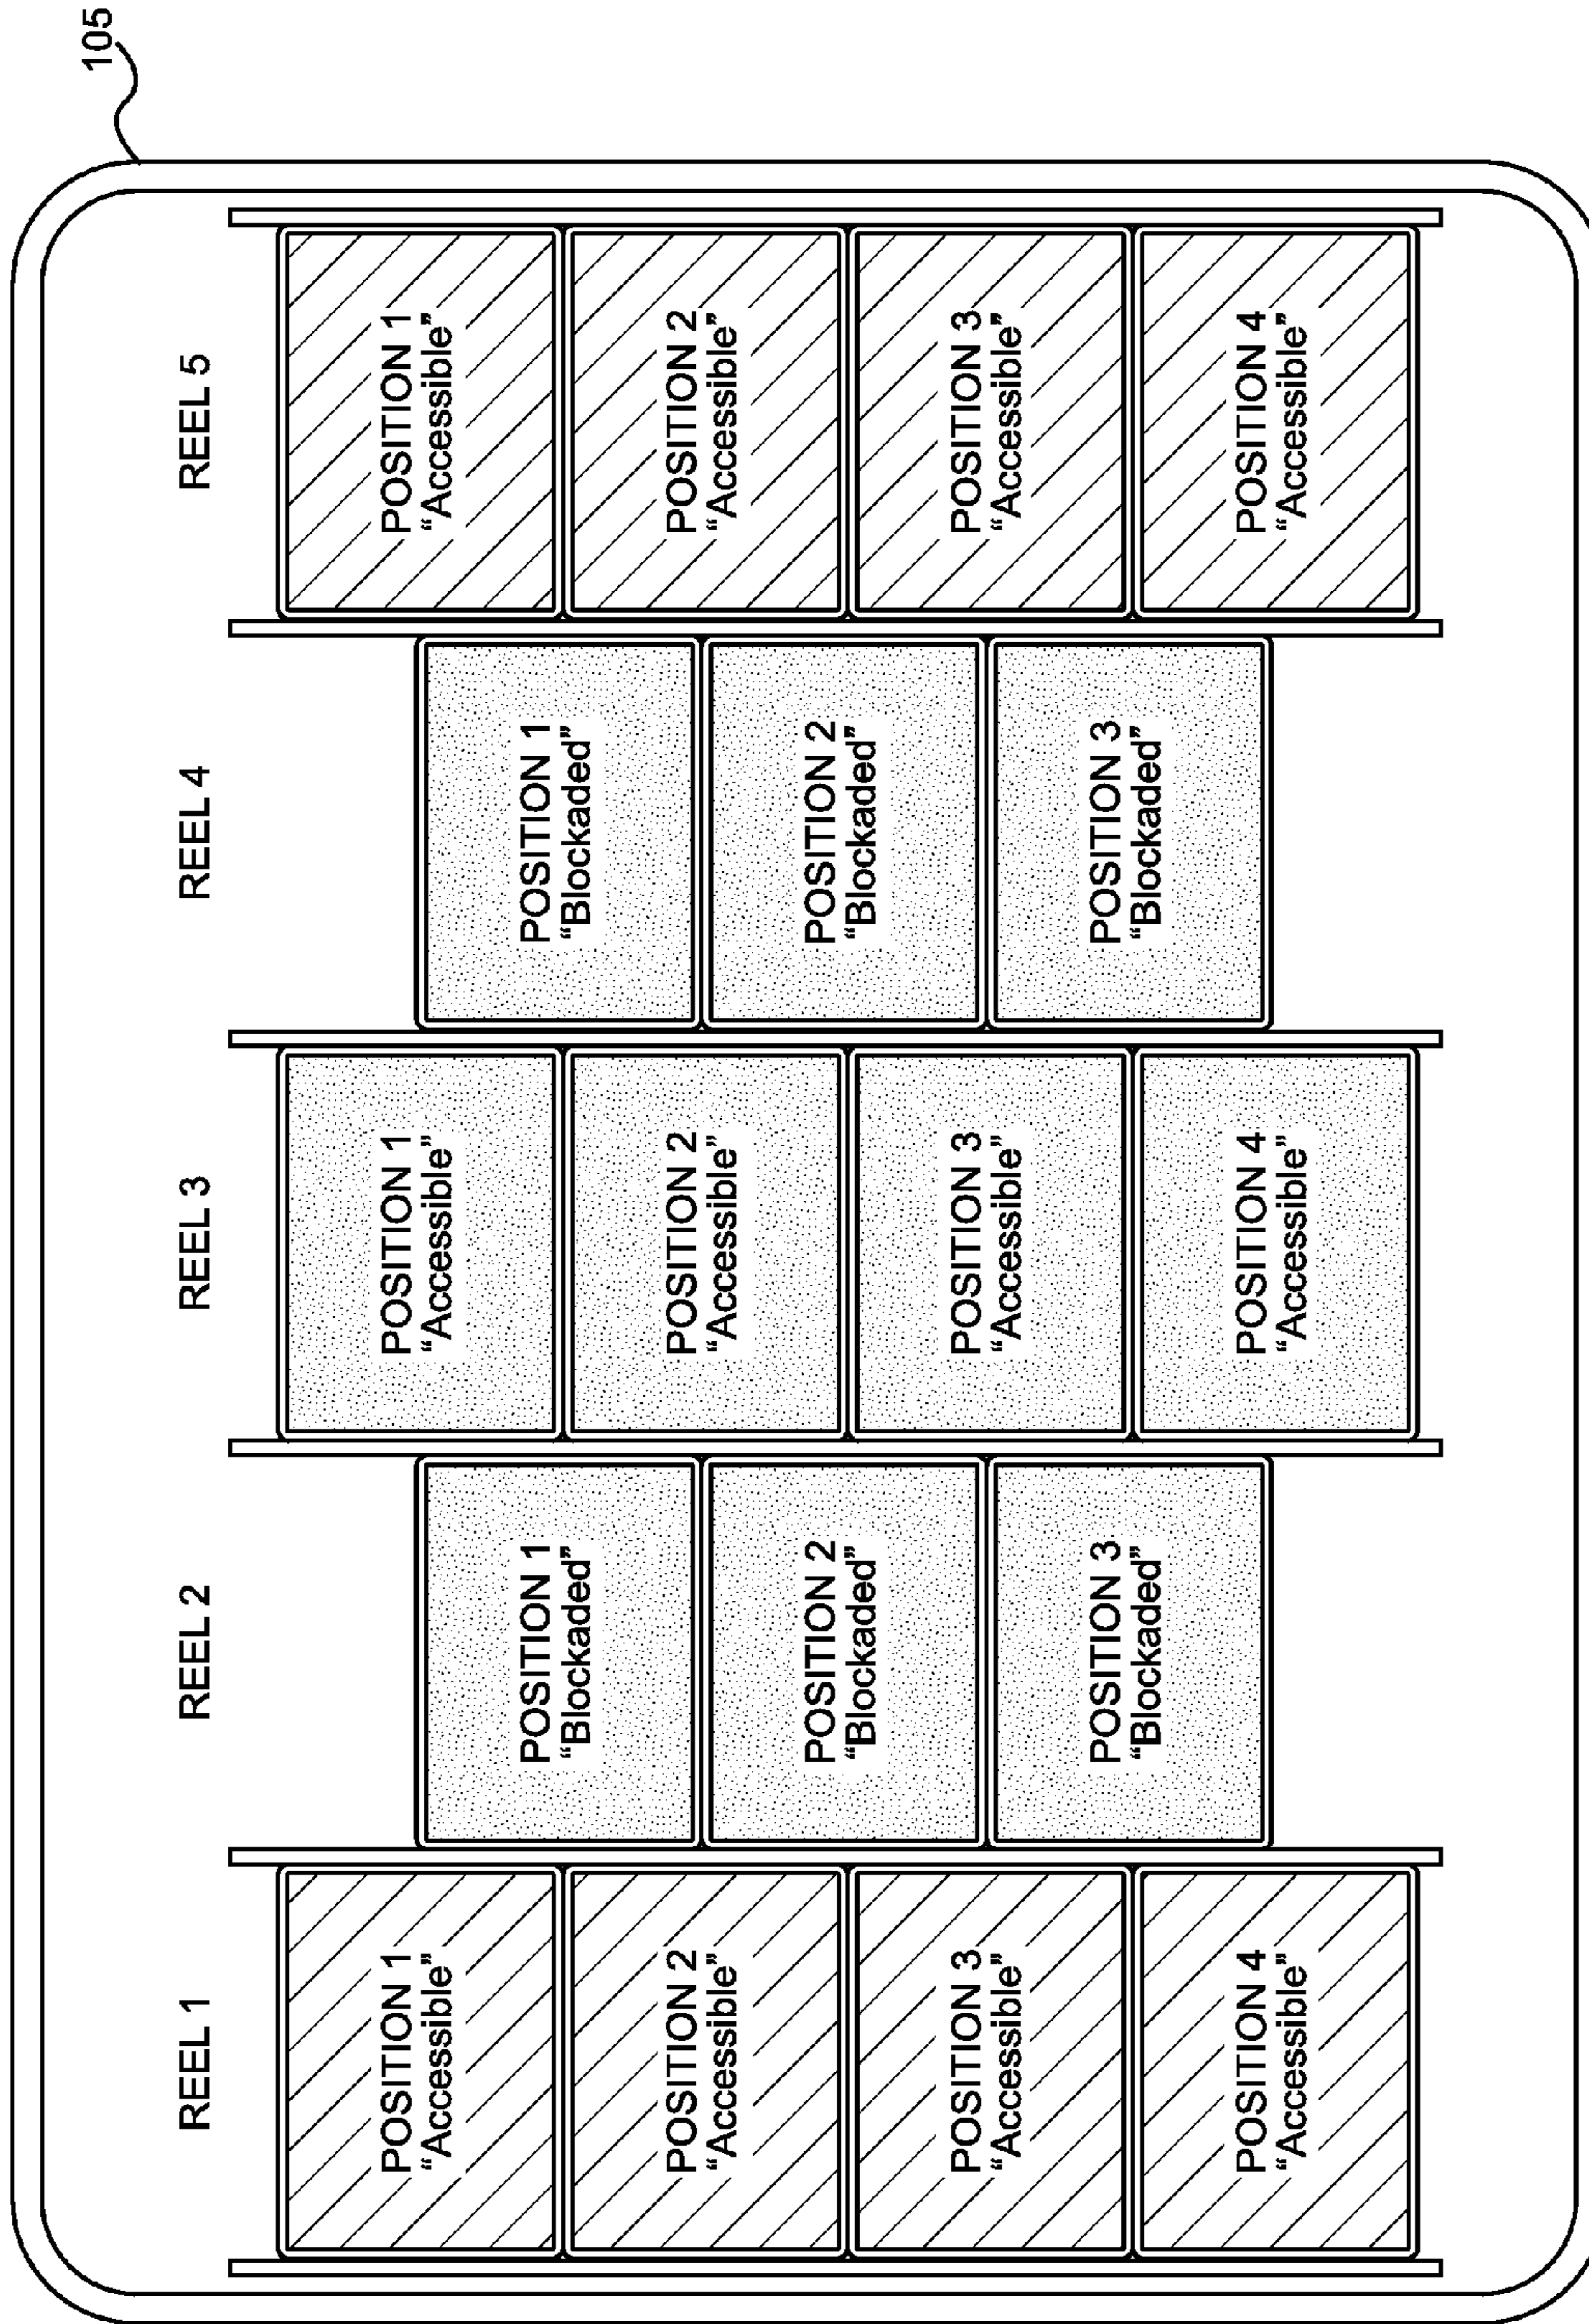 105
REEL 1
REEL 2
REEL 3
REEL 4
REEL 5
POSITION 1
“Accessible”
POSITION 2
“Accessible”
POSITION 3
“Accessible”
POSITION 4
“Accessible”
POSITION 1
“Blockaded”
POSITION 2
“Blockaded”
POSITION 3
“Blockaded”
POSITION 1
“Accessible”
POSITION 2
“Accessible”
POSITION 3
“Accessible”
POSITION 4
“Accessible”
POSITION 1
“Blockaded”
POSITION 2
“Blockaded”
POSITION 3
“Blockaded”
POSITION 1
“Accessible”
POSITION 2
“Accessible”
POSITION 3
“Accessible”
POSITION 4
“Accessible”